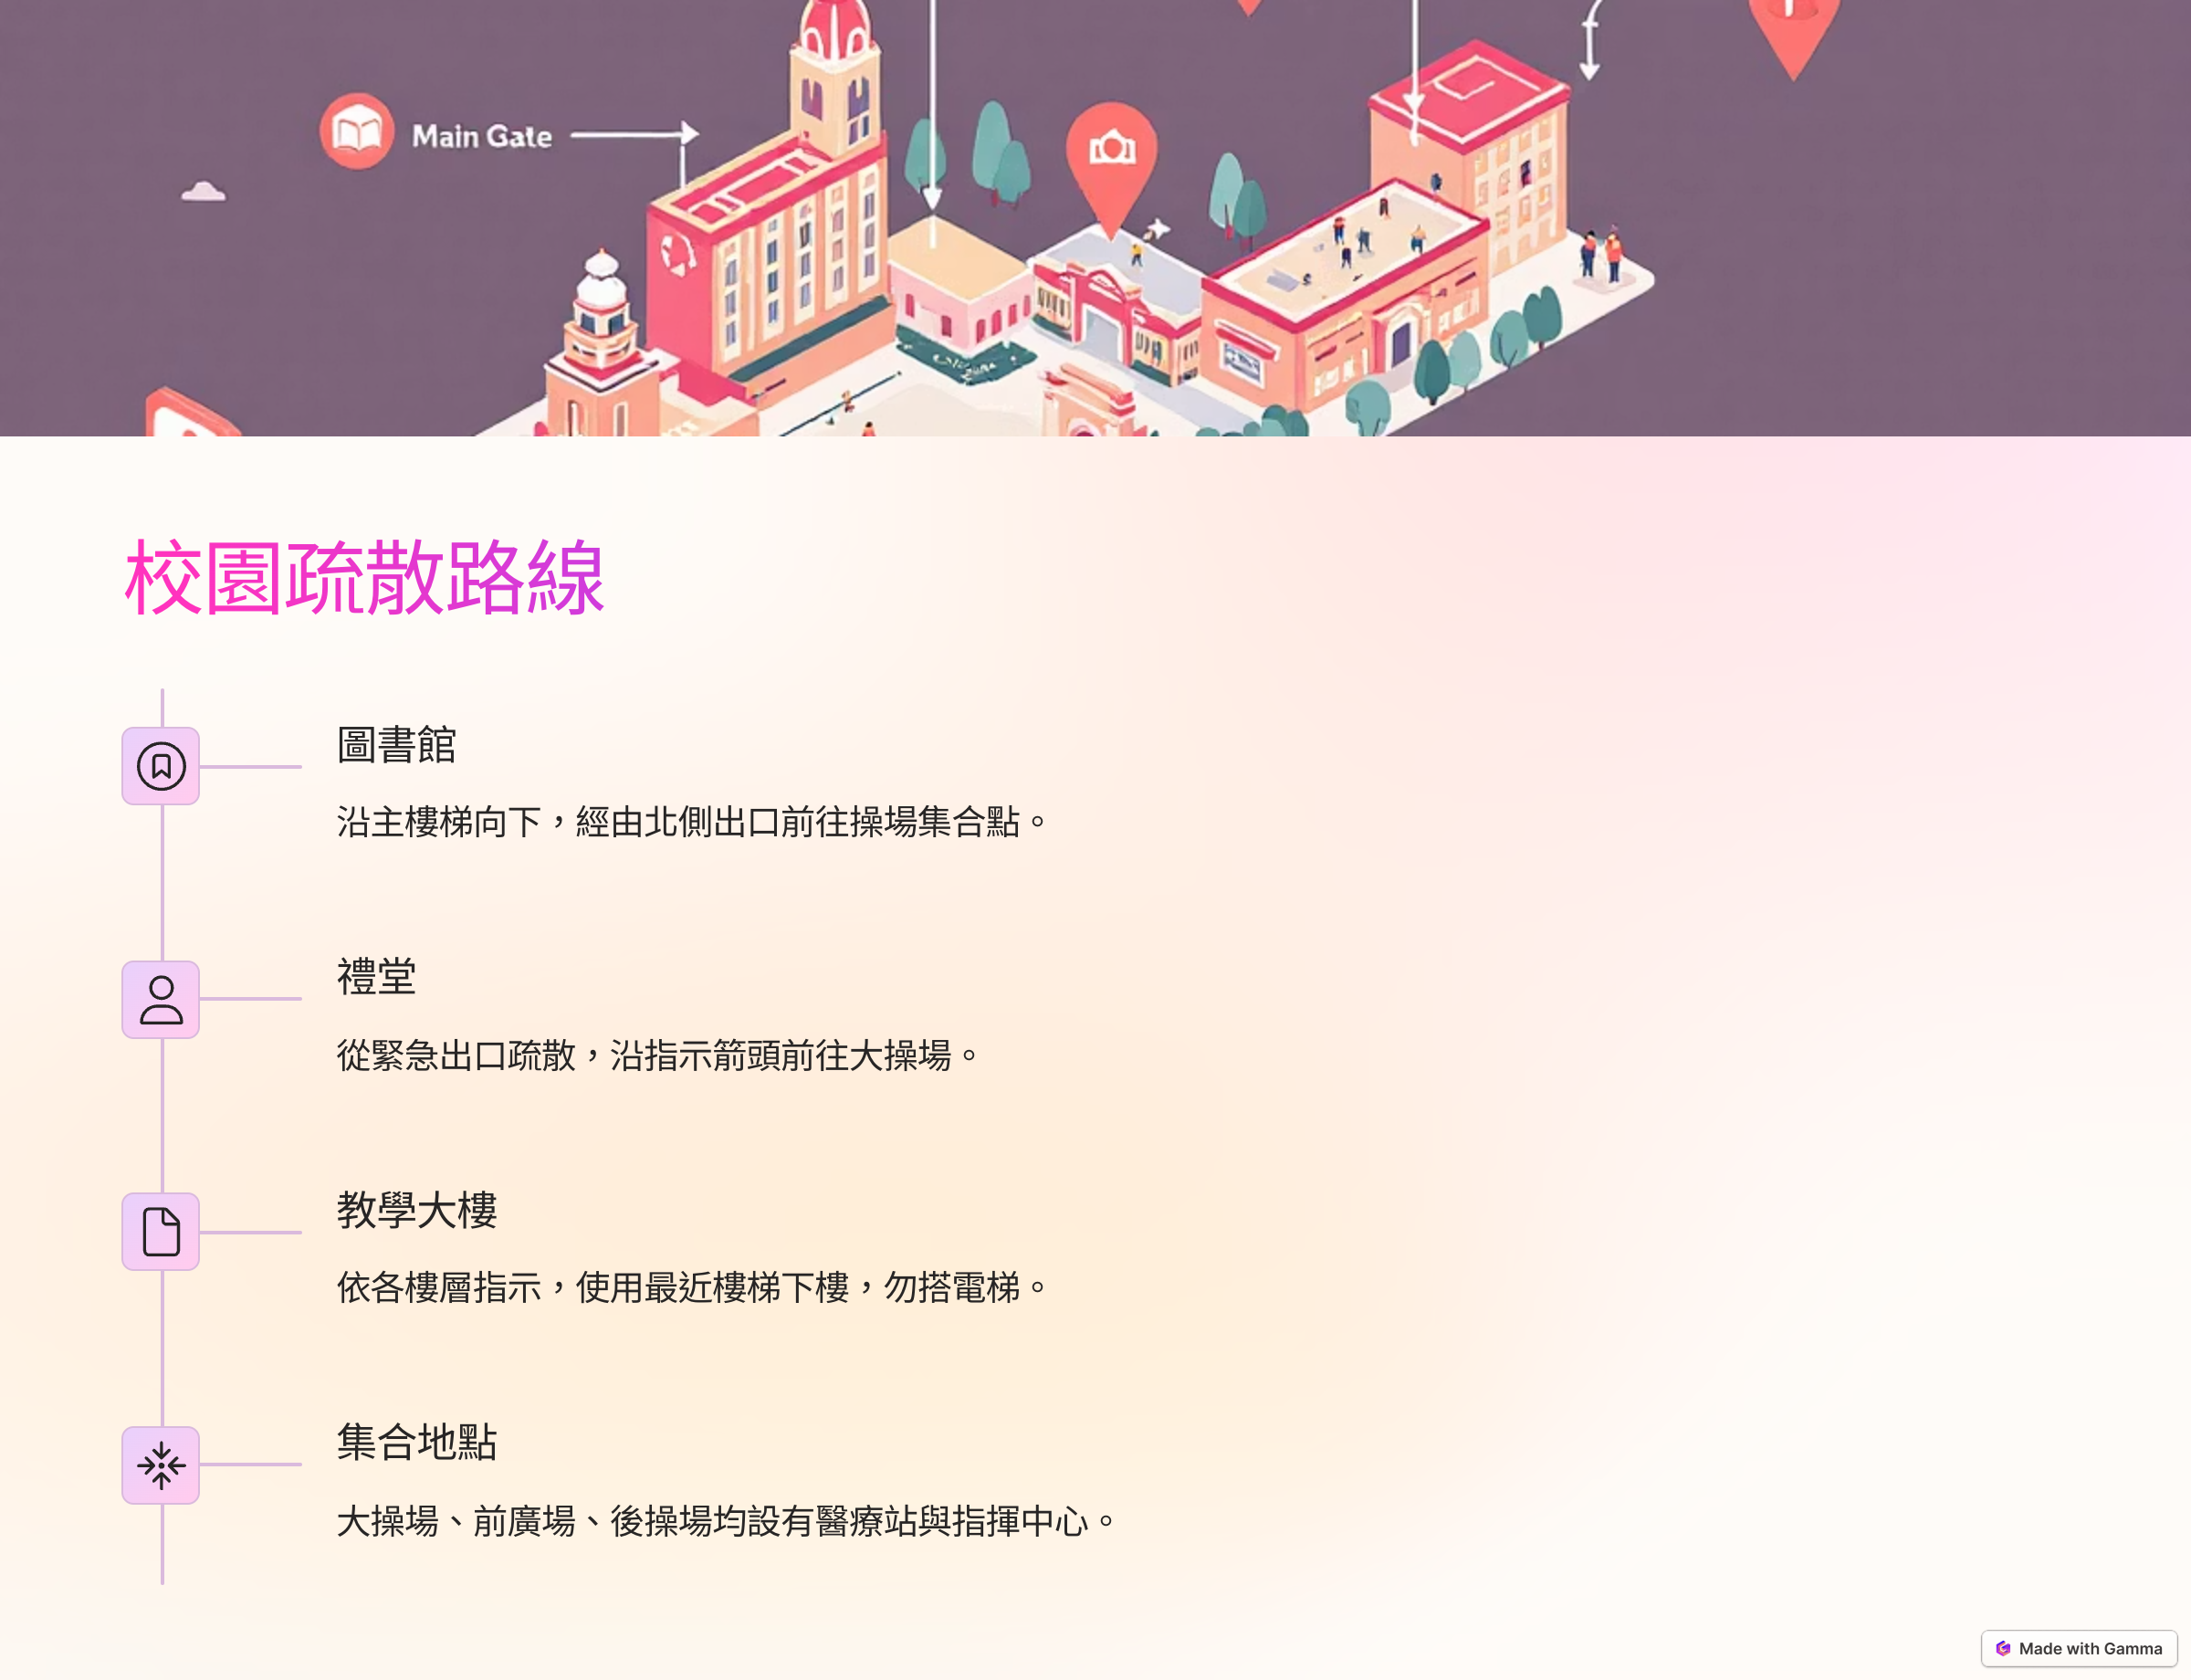 Main Gate
校園疏散路線
圖書館
沿主樓梯向下，經由北側出口前往操場集合點。
禮堂
從緊急出口疏散，沿指示箭頭前往大操場。
教學大樓
依各樓層指示，使用最近樓梯下樓，勿搭電梯。
集合地點
大操場、前廣場、後操場均設有醫療站與指揮中心。
Made with Gamma